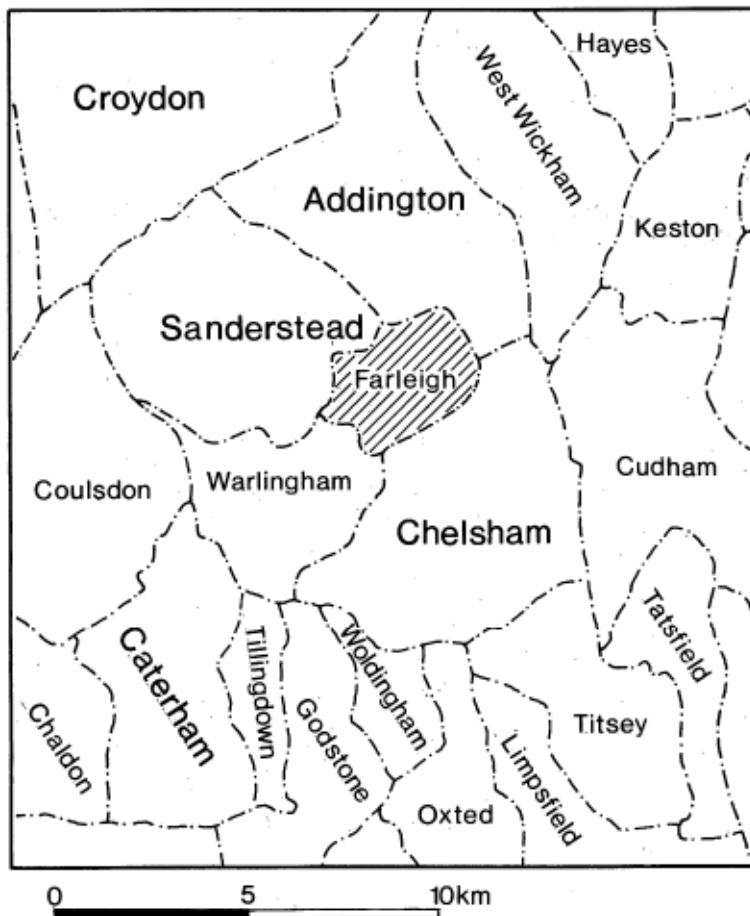 Hayes
Croydon
West Wickham
Addington
Keston
Sanderstead
Farleigh
Coulsdon
Warlingham
Cudham
Chelsham
Caterham
Tillingdown
Woldingham
Tatsfield
Chaldon
Godstone
Titsey
Limpsfield
Oxted
0 5 10km